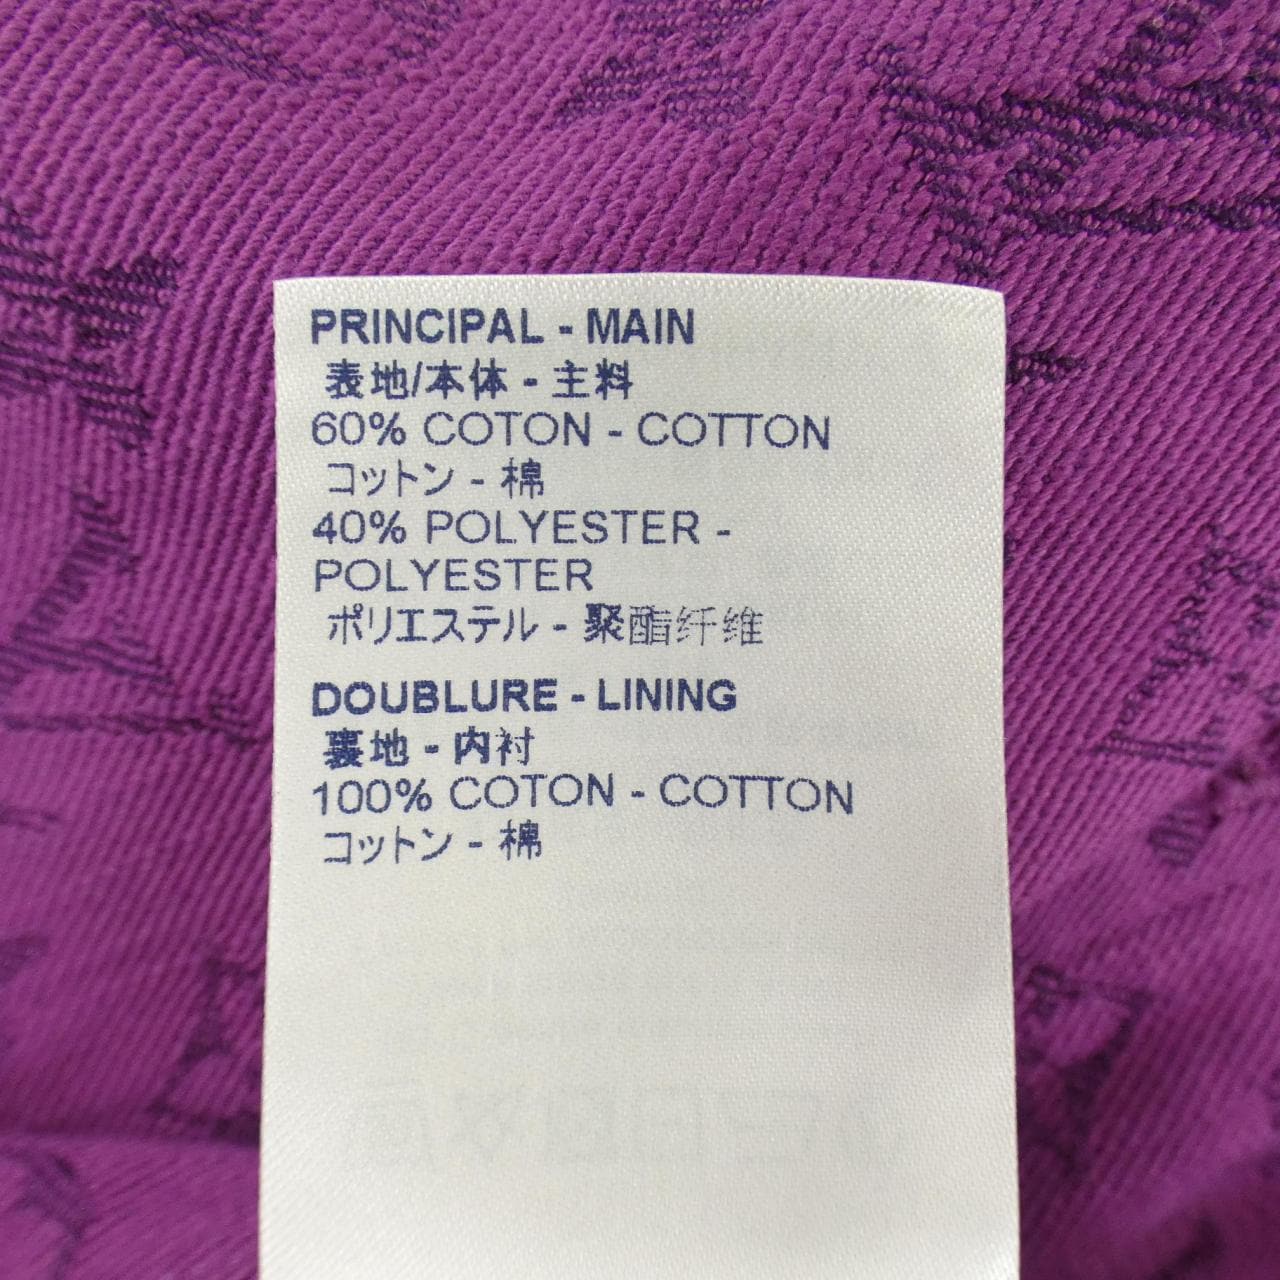 PRINCIPAL - MAIN
表地/本体 - 主料
60% COTON - COTTON
コットン - 棉
40% POLYESTER -
POLYESTER
ポリエステル - 聚酯纤维
DOUBLURE - LINING
裏地 - 内衬
100% COTON - COTTON
コットン - 棉